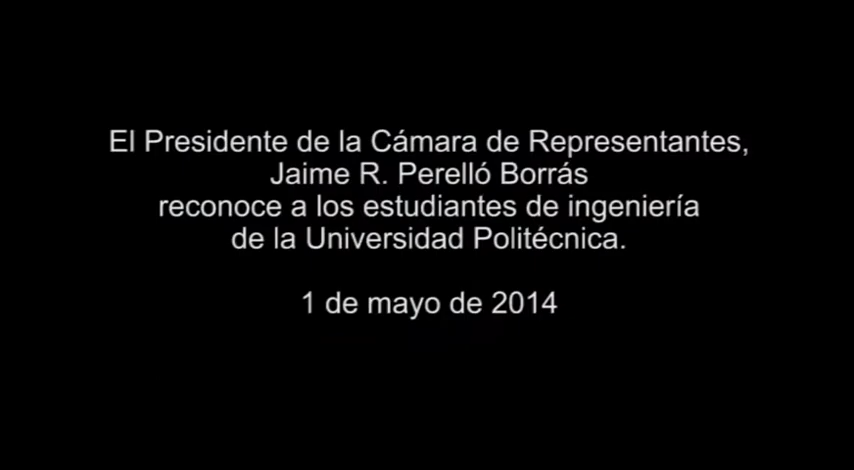 El Presidente de la Cámara de Representantes,
Jaime R. Perelló Borrás
reconoce a los estudiantes de ingeniería
de la Universidad Politécnica.
1 de mayo de 2014